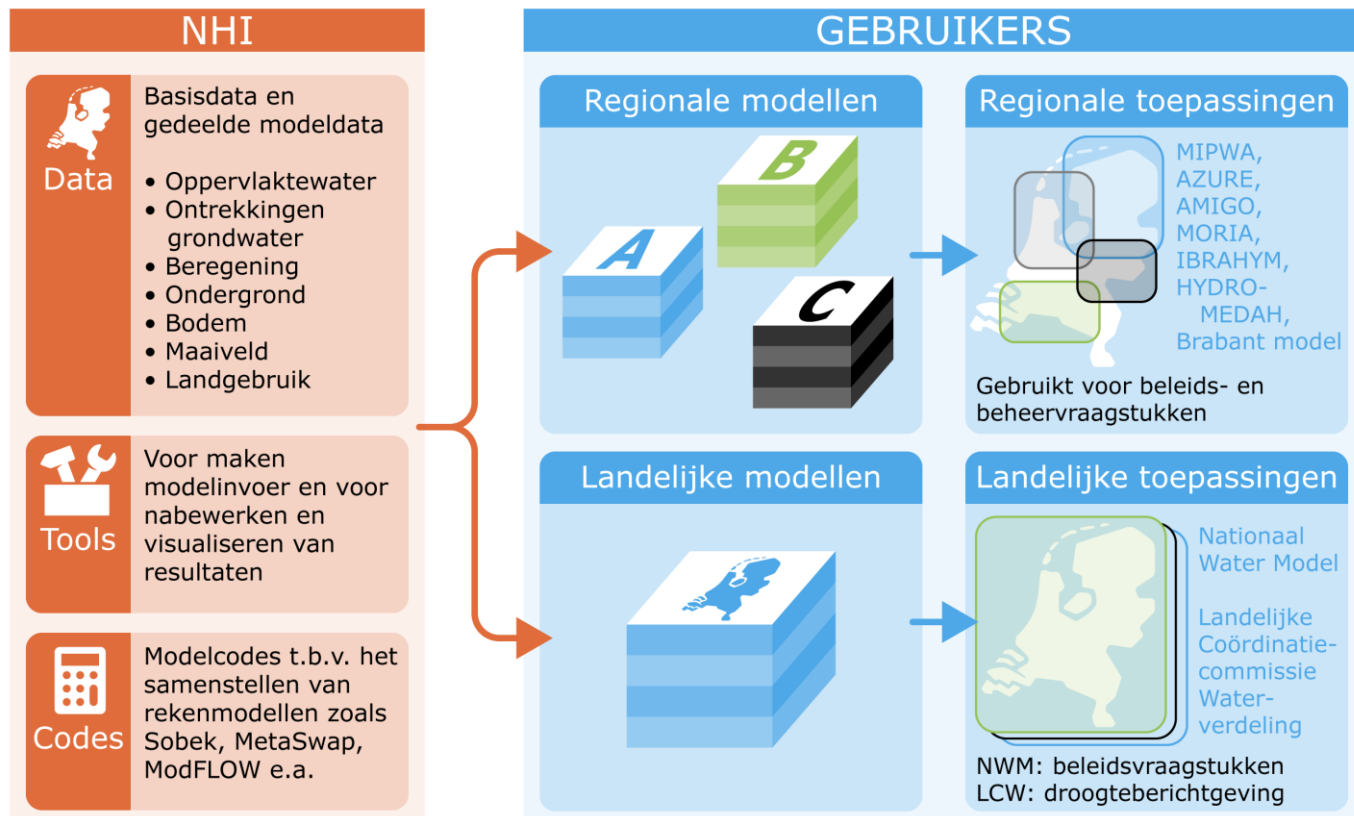 NHI
Data
Basisdata en
gedeelde modeldata
• Oppervlaktewater
• Ontrekkingen
grondwater
• Beregening
• Ondergrond
• Bodem
• Maaiveld
• Landgebruik
Tools
Voor maken
modelinvoer en voor
nabewerken en
visualiseren van
resultaten
Codes
Modelcodes t.b.v. het
samenstellen van
rekenmodellen zoals
Sobek, MetaSwap,
ModFLOW e.a.
GEBRUIKERS
Regionale modellen
A
B
C
Regionale toepassingen
MIPWA,
AZURE,
AMIGO,
MORIA,
IBRAHYM,
HYDRO-
MEDAH,
Brabant model
Gebruikt voor beleids- en
beheervraagstukken
Landelijke modellen
Landelijke toepassingen
Nationaal
Water Model
Landelijke
Coördinatie-
commissie
Water-
verdeling
NWM: beleidsvraagstukken
LCW: droogteberichtgeving